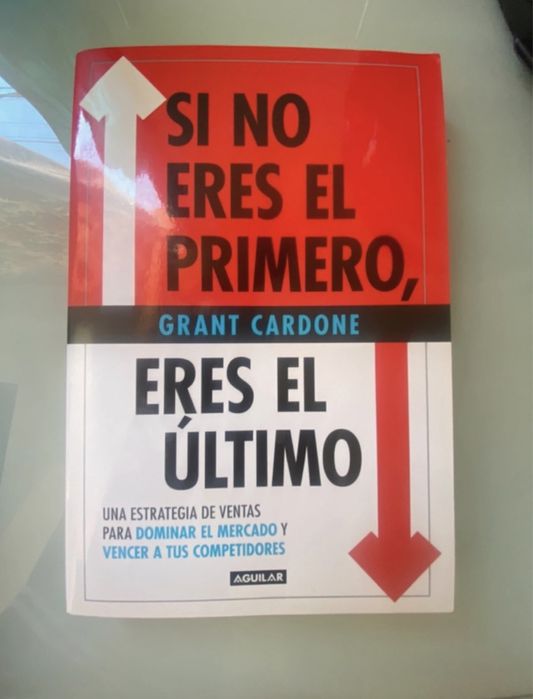 SI NO
ERES EL
PRIMERO,
GRANT CARDONE
ERES EL
ÚLTIMO
UNA ESTRATEGIA DE VENTAS
PARA DOMINAR EL MERCADO Y
VENCER A TUS COMPETIDORES
AGUILAR